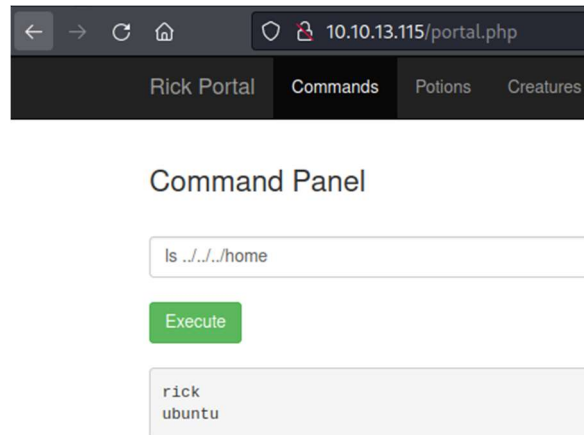 10.10.13.115/portal.php
Rick Portal Commands Potions Creatures
Command Panel
ls ../../../home
Execute
rick
ubuntu